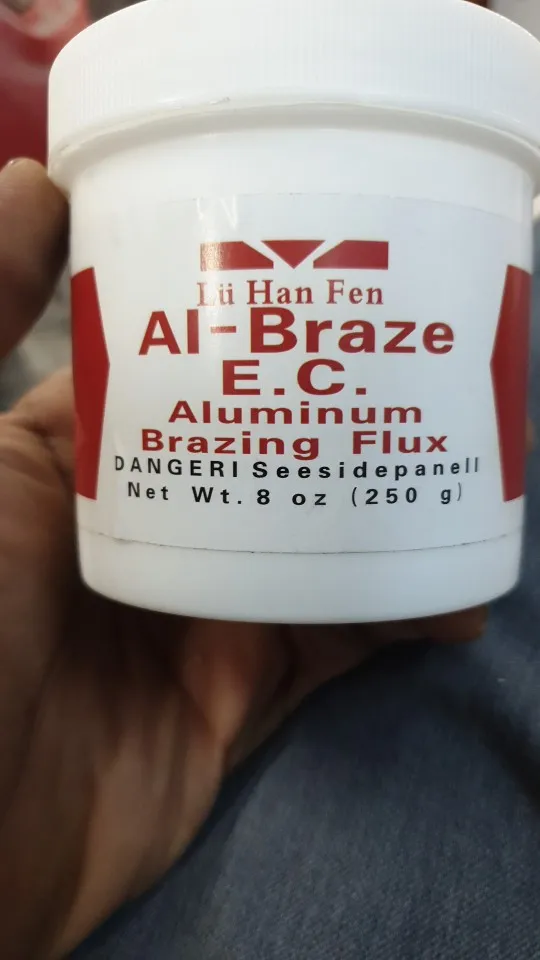 Lü Han Fen
Al-Braze
E.C.
Aluminum
Brazing Flux
DANGERI Seesidepanell
Net Wt. 8 oz (250 g)